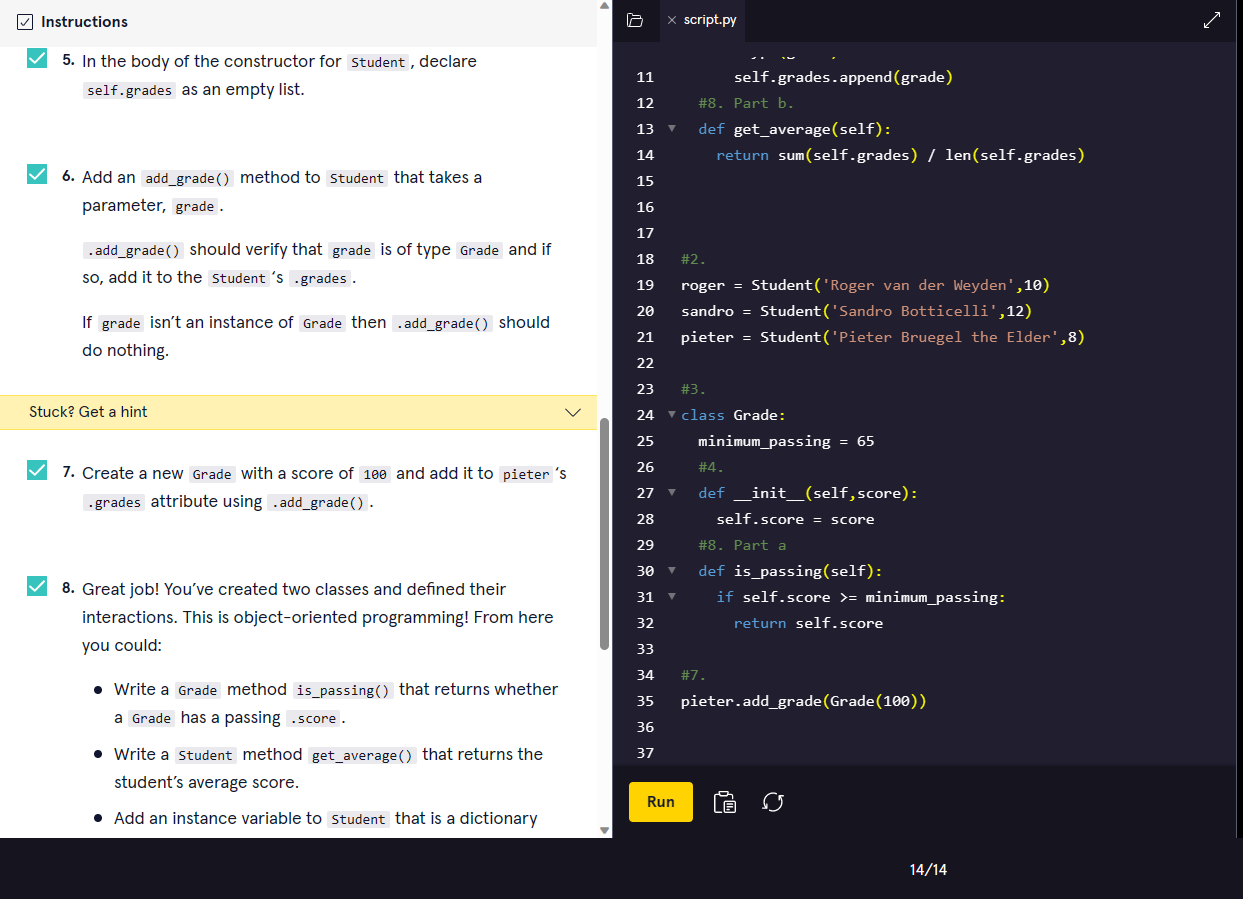 Instructions
5. In the body of the constructor for Student, declare
self.grades as an empty list.
6. Add an add_grade() method to Student that takes a
parameter, grade.
.add_grade() should verify that grade is of type Grade and if
so, add it to the Student‘s .grades.
If grade isn’t an instance of Grade then .add_grade() should
do nothing.
Stuck? Get a hint
7. Create a new Grade with a score of 100 and add it to pieter‘s
.grades attribute using .add_grade().
8. Great job! You’ve created two classes and defined their
interactions. This is object-oriented programming! From here
you could:
• Write a Grade method is_passing() that returns whether
a Grade has a passing .score.
• Write a Student method get_average() that returns the
student’s average score.
• Add an instance variable to Student that is a dictionary
script.py
11 self.grades.append(grade)
12 #8. Part b.
13 def get_average(self):
14 return sum(self.grades) / len(self.grades)
15
16
17
18 #2.
19 roger = Student('Roger van der Weyden',10)
20 sandro = Student('Sandro Botticelli',12)
21 pieter = Student('Pieter Bruegel the Elder',8)
22
23 #3.
24 class Grade:
25 minimum_passing = 65
26 #4.
27 def __init__(self,score):
28 self.score = score
29 #8. Part a
30 def is_passing(self):
31 if self.score >= minimum_passing:
32 return self.score
33
34 #7.
35 pieter.add_grade(Grade(100))
36
37
Run
14/14